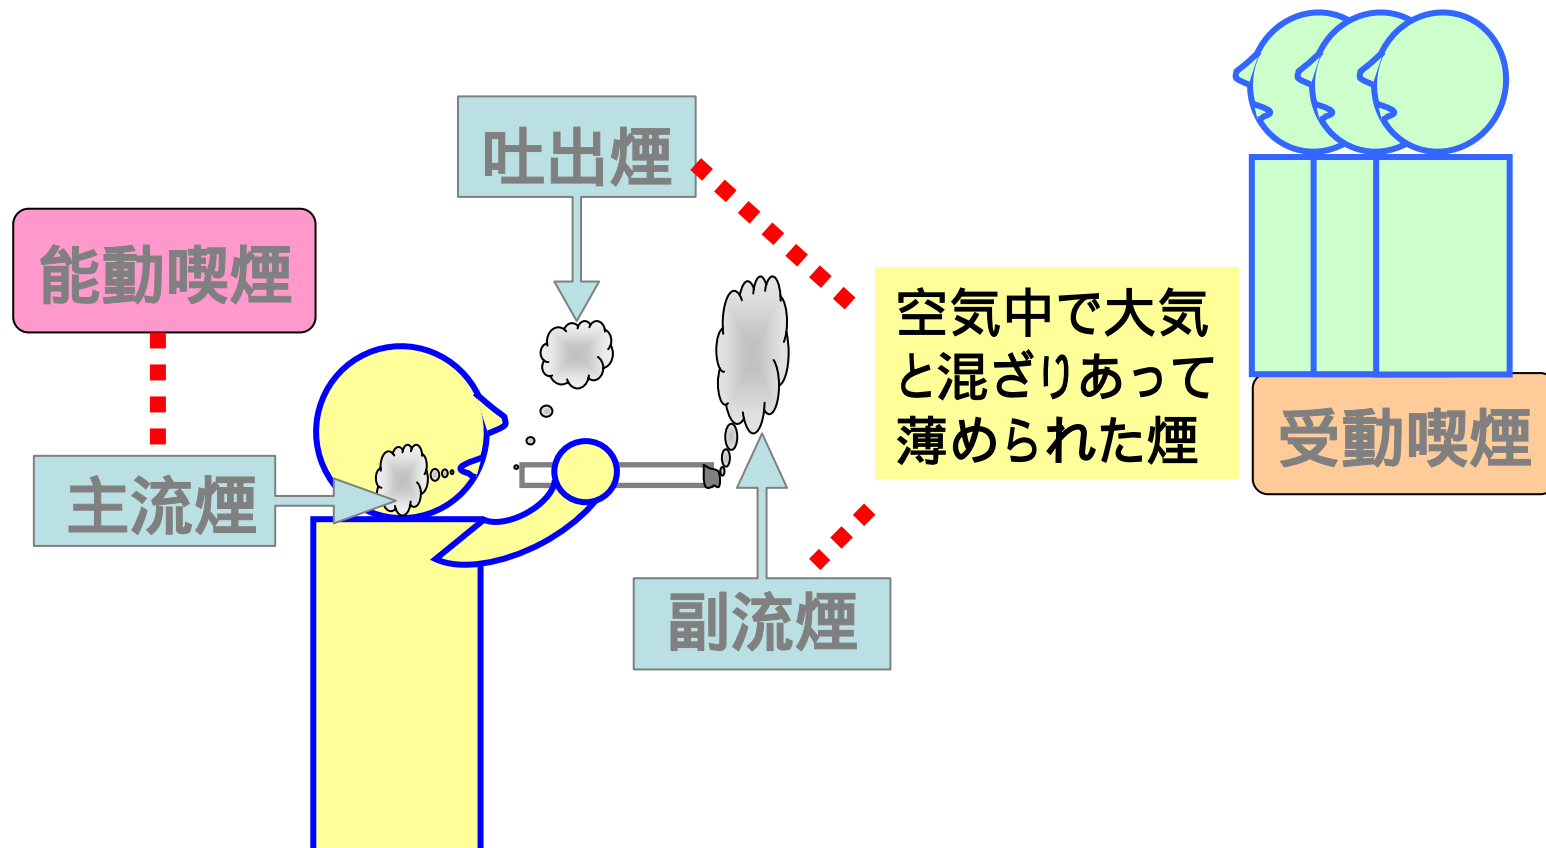 吐出煙
能動喫煙
空気中で大気
と混ざりあって
薄められた煙
受動喫煙
主流煙
副流煙